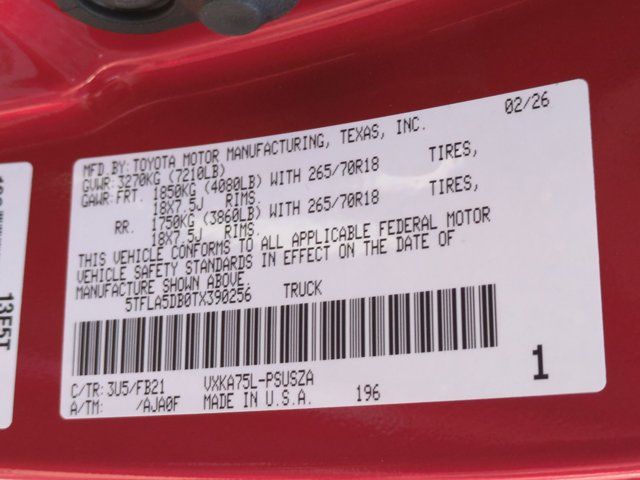 02/26
MFD.BY:TOYOTA MOTOR MANUFACTURING, TEXAS, INC.
GVWR:3270KG (7210LB)
GAWR:FRT. 1850KG (4080LB) WITH 265/70R18 TIRES,
18X7.5J RIMS.
RR. 1750KG (3860LB) WITH 265/70R18 TIRES,
18X7.5J RIMS.
THIS VEHICLE CONFORMS TO ALL APPLICABLE FEDERAL MOTOR
VEHICLE SAFETY STANDARDS IN EFFECT ON THE DATE OF
MANUFACTURE SHOWN ABOVE.
5TFLA5DB0TX390256 TRUCK
C/TR: 3U5/FB21 VXKA75L-PSUSZA
A/TM: /AJA0F MADE IN U.S.A. 196
1
13F5T